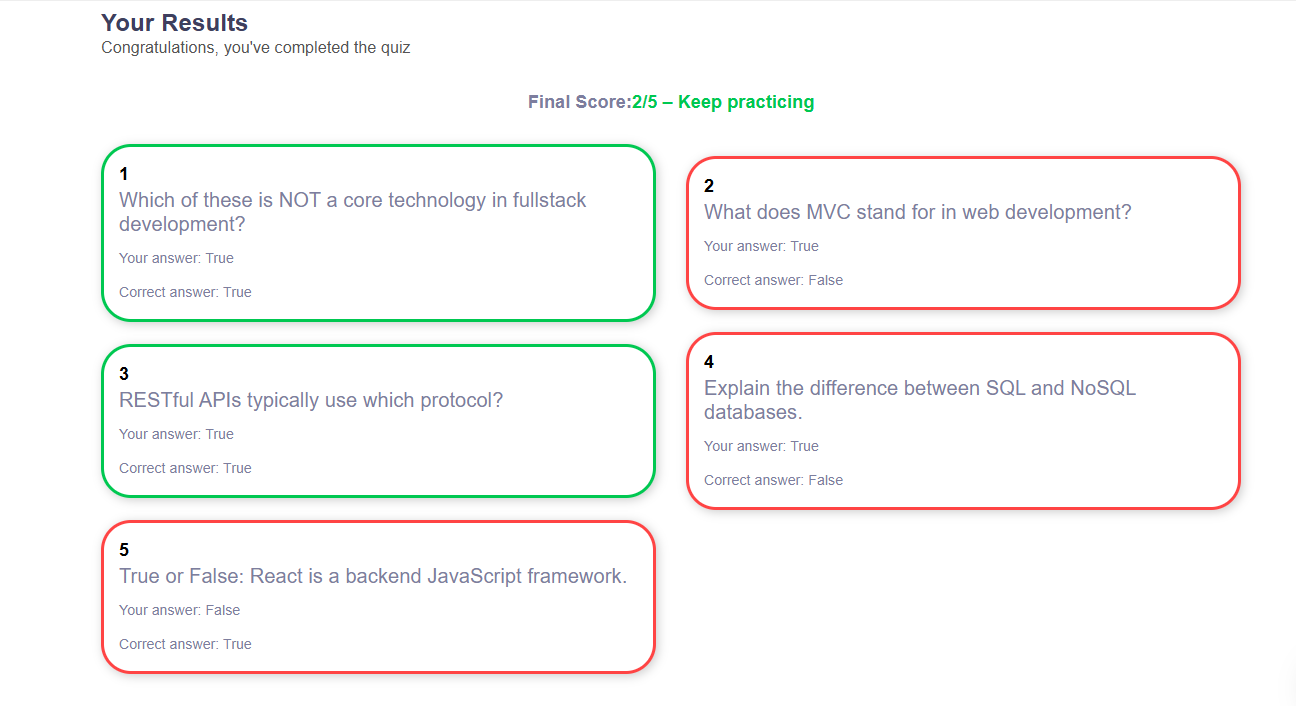 Your Results
Congratulations, you've completed the quiz
Final Score:2/5 – Keep practicing
1
Which of these is NOT a core technology in fullstack
development?
Your answer: True
Correct answer: True
2
What does MVC stand for in web development?
Your answer: True
Correct answer: False
3
RESTful APIs typically use which protocol?
Your answer: True
Correct answer: True
4
Explain the difference between SQL and NoSQL
databases.
Your answer: True
Correct answer: False
5
True or False: React is a backend JavaScript framework.
Your answer: False
Correct answer: True